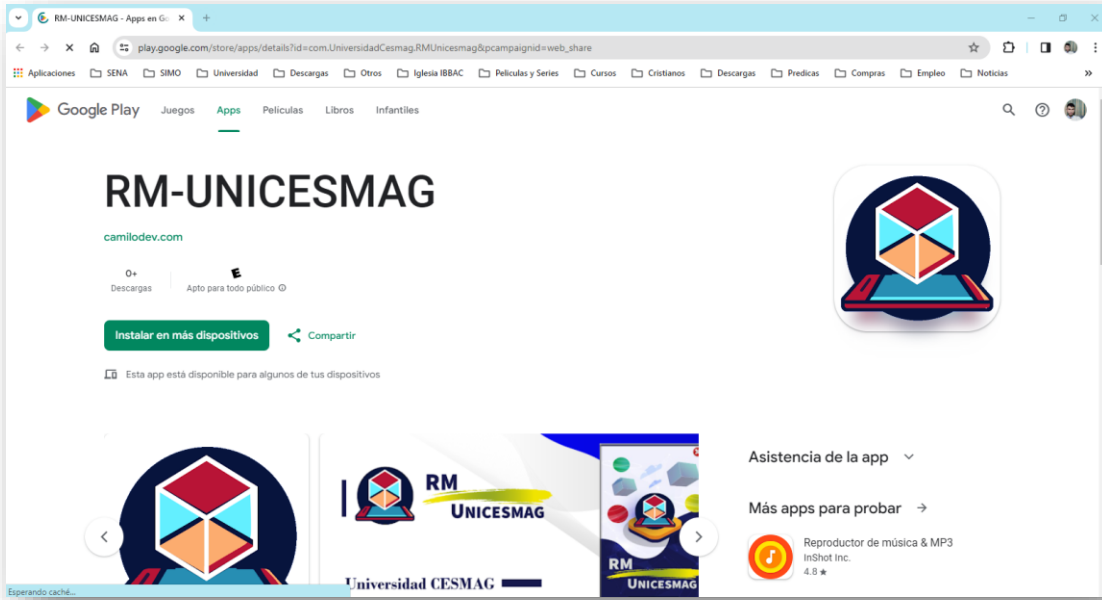 RM-UNICESMAG - Apps en Go
play.google.com/store/apps/details?id=com.UniversidadCesmag.RMUnicesmag&pcampaignid=web_share
Aplicaciones SENA SIMO Universidad Descargas Otros Iglesia IBBAC Peliculas y Series Cursos Cristianos Descargas Predicas Compras Empleo Noticias
Google Play Juegos Apps Películas Libros Infantiles
RM-UNICESMAG
camilodev.com
0+
Descargas
E
Apto para todo público
Instalar en más dispositivos
Compartir
Esta app está disponible para algunos de tus dispositivos
RM
UNICESMAG
Universidad CESMAG
RM
UNICESMAG
Asistencia de la app
Más apps para probar
Reproductor de música & MP3
InShot Inc.
4.8 ★
Esperando caché...